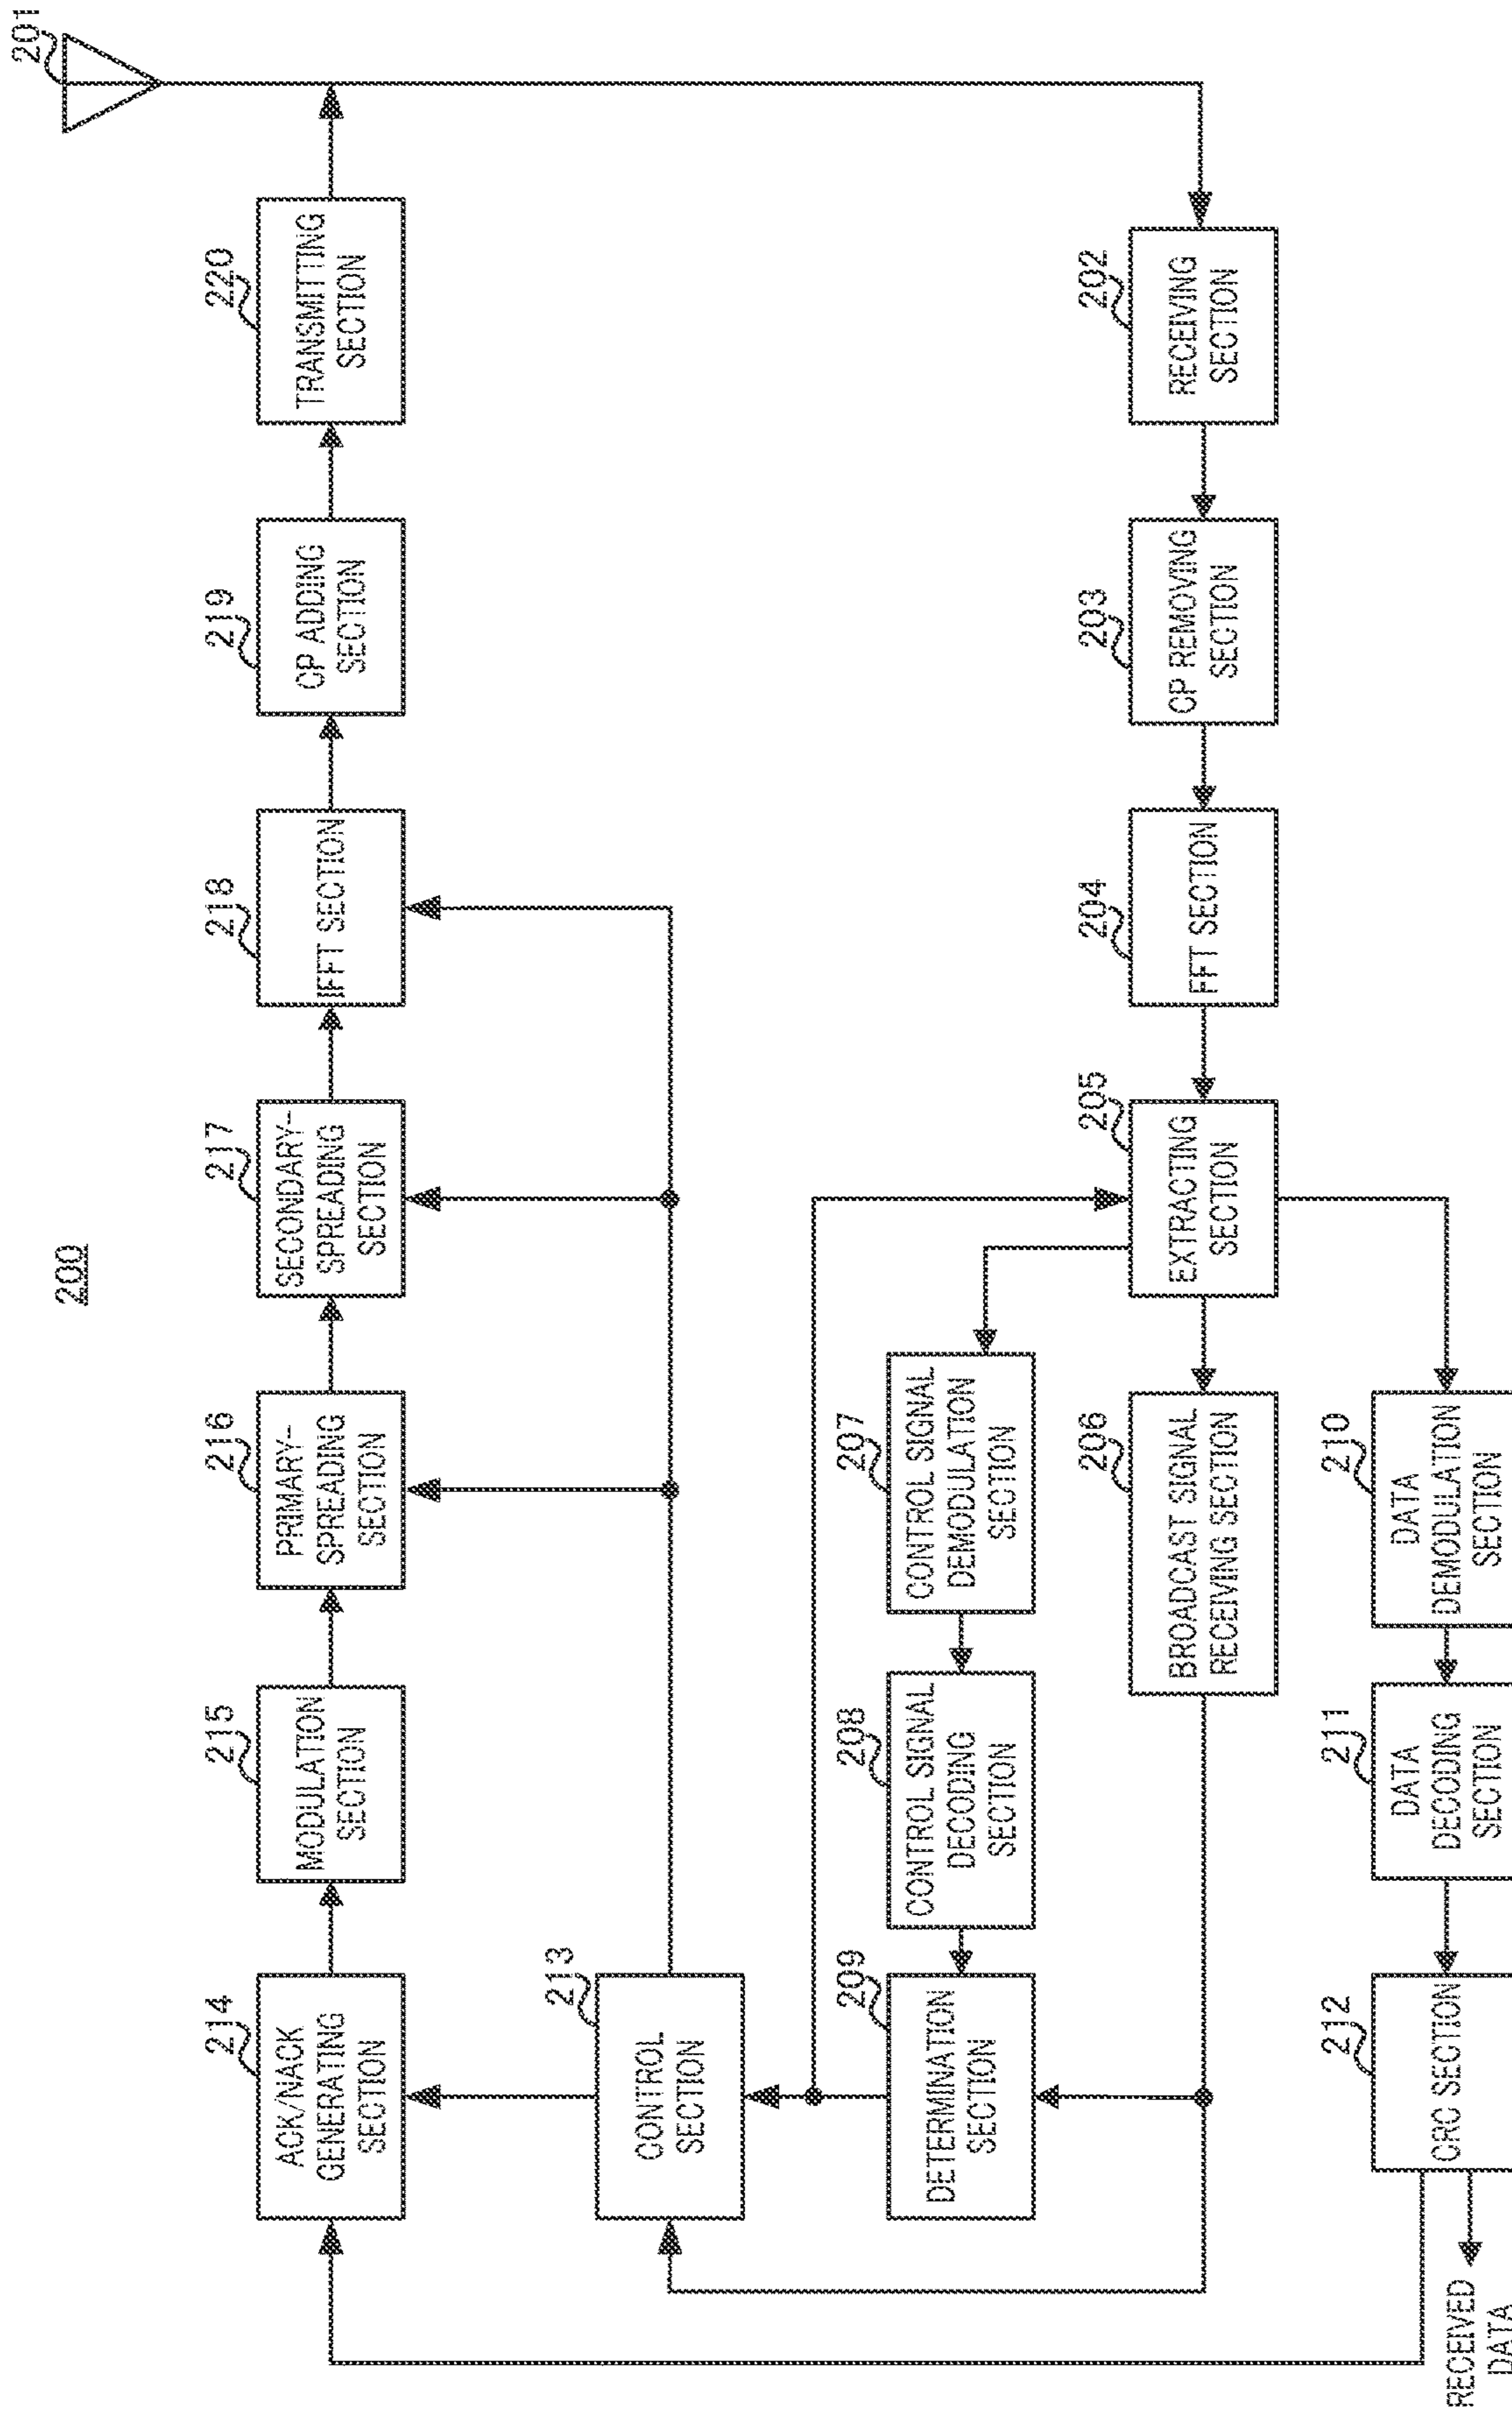 200
201
214
ACK/NACK
GENERATING
SECTION
215
MODULATION
SECTION
216
PRIMARY-
SPREADING
SECTION
217
SECONDARY-
SPREADING
SECTION
218
IFFT SECTION
219
CP ADDING
SECTION
220
TRANSMITTING
SECTION
213
CONTROL
SECTION
209
DETERMINATION
SECTION
208
CONTROL SIGNAL
DECODING
SECTION
207
CONTROL SIGNAL
DEMODULATION
SECTION
206
BROADCAST SIGNAL
RECEIVING SECTION
205
EXTRACTING
SECTION
204
FFT SECTION
203
CP REMOVING
SECTION
202
RECEIVING
SECTION
212
CRC SECTION
211
DATA
DECODING
SECTION
210
DATA
DEMODULATION
SECTION
RECEIVED
DATA